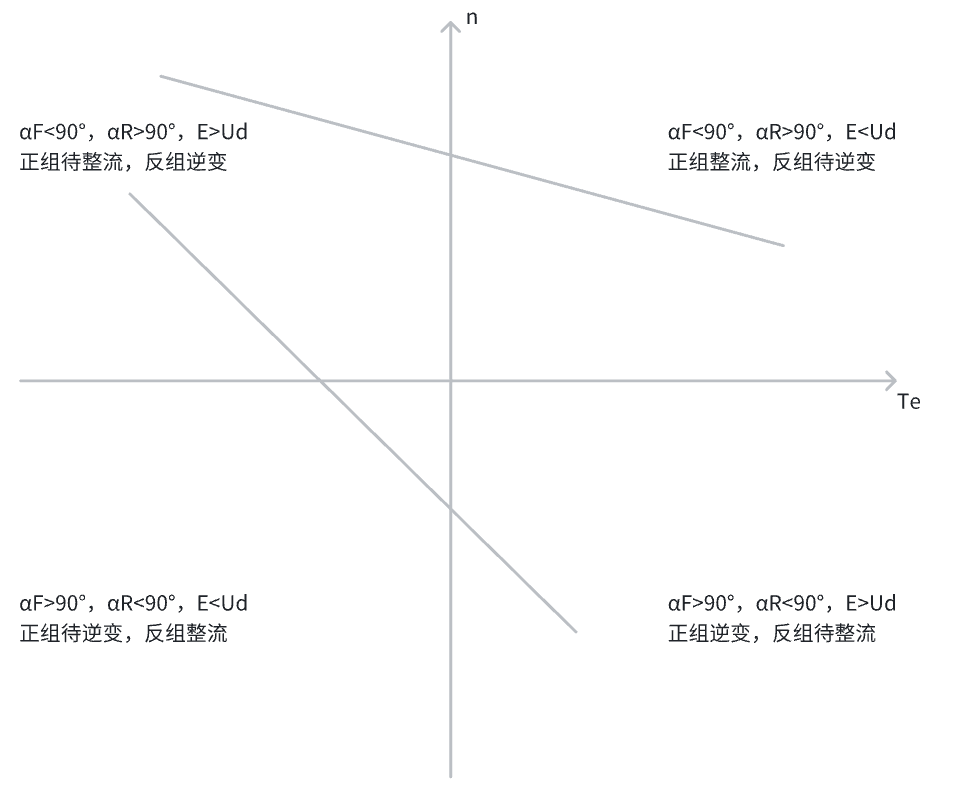 n
αF<90°，αR>90°，E>Ud
正组待整流，反组逆变
αF<90°，αR>90°，E<Ud
正组整流，反组待逆变
Te
αF>90°，αR<90°，E<Ud
正组待逆变，反组整流
αF>90°，αR<90°，E>Ud
正组逆变，反组待整流